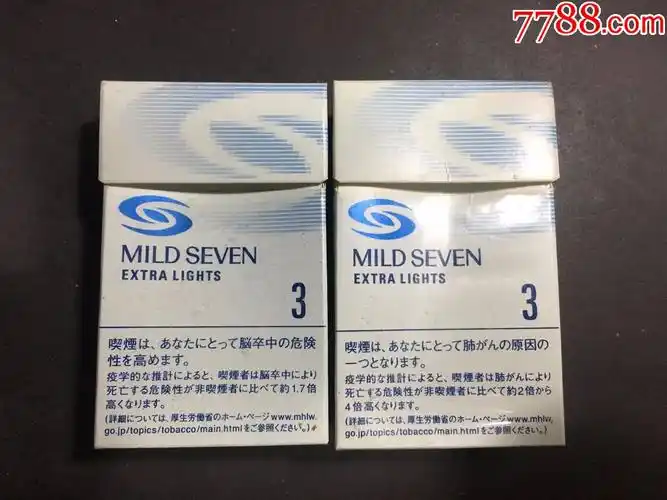 7788.com
MILD SEVEN
EXTRA LIGHTS
3
喫煙は、あなたにとって脳卒中の危険
性を高めます。
疫学的な推計によると、喫煙者は脳卒中により
死亡する危険性が非喫煙者に比べて約1.7倍
高くなります。
(詳細については、厚生労働省のホーム・ページwww.mhlw.
go.jp/topics/tobacco/main.htmlをご参照ください。)
MILD SEVEN
EXTRA LIGHTS
3
喫煙は、あなたにとって肺がんの原因の
一つとなります。
疫学的な推計によると、喫煙者は肺がんにより
死亡する危険性が非喫煙者に比べて約2倍から
4倍高くなります。
(詳細については、厚生労働省のホーム・ページwww.mhlw.
go.jp/topics/tobacco/main.htmlをご参照ください。)